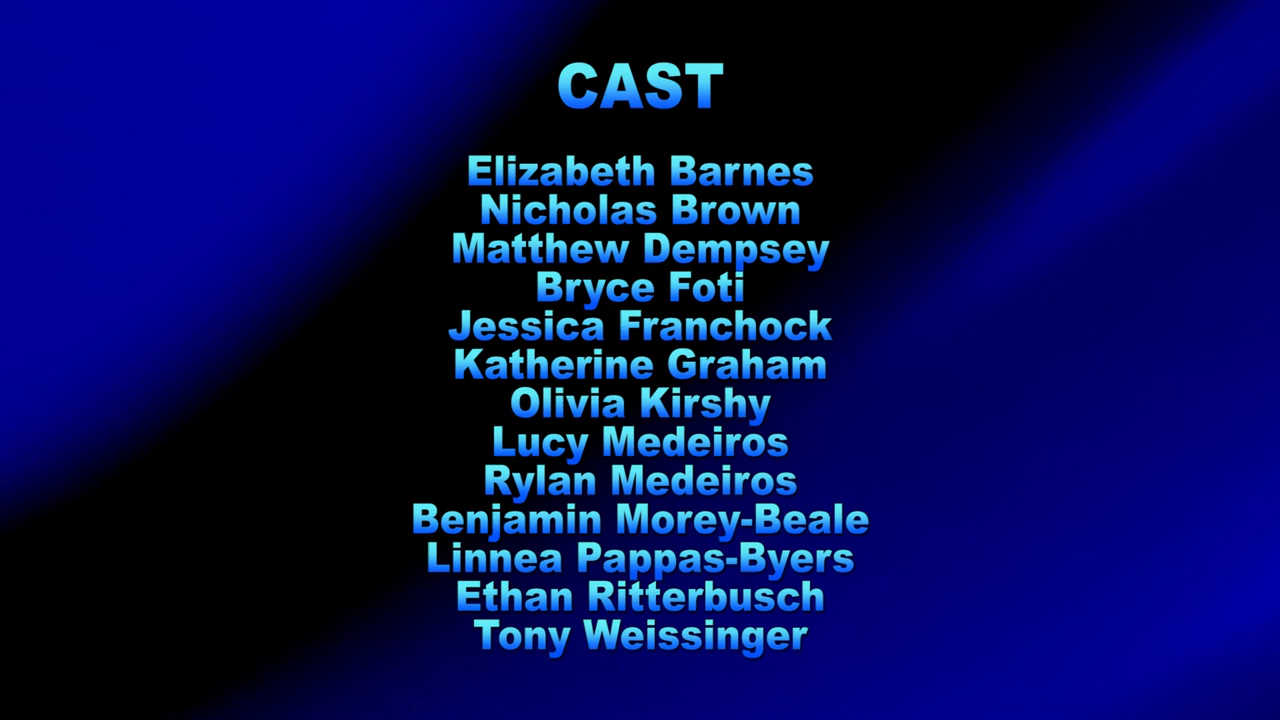 CAST
Elizabeth Barnes
Nicholas Brown
Matthew Dempsey
Bryce Foti
Jessica Franchock
Katherine Graham
Olivia Kirshy
Lucy Medeiros
Rylan Medeiros
Benjamin Morey-Beale
Linnea Pappas-Byers
Ethan Ritterbusch
Tony Weissinger